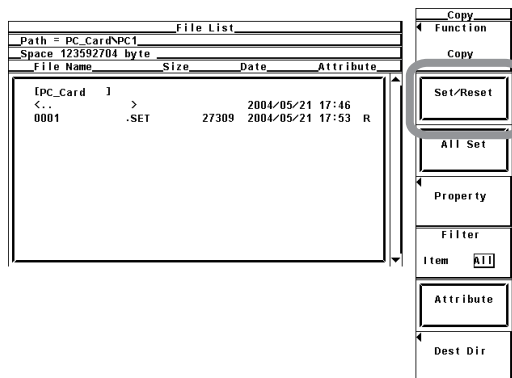 File List
Path = PC_Card\PC1
Space 123592704 byte
File Name Size Date Attribute
[PC_Card ]
<.. > 2004/05/21 17:46
0001 .SET 27309 2004/05/21 17:53 R
Copy
Function
Copy
Set/Reset
All Set
Property
Filter
Item All
Attribute
Dest Dir